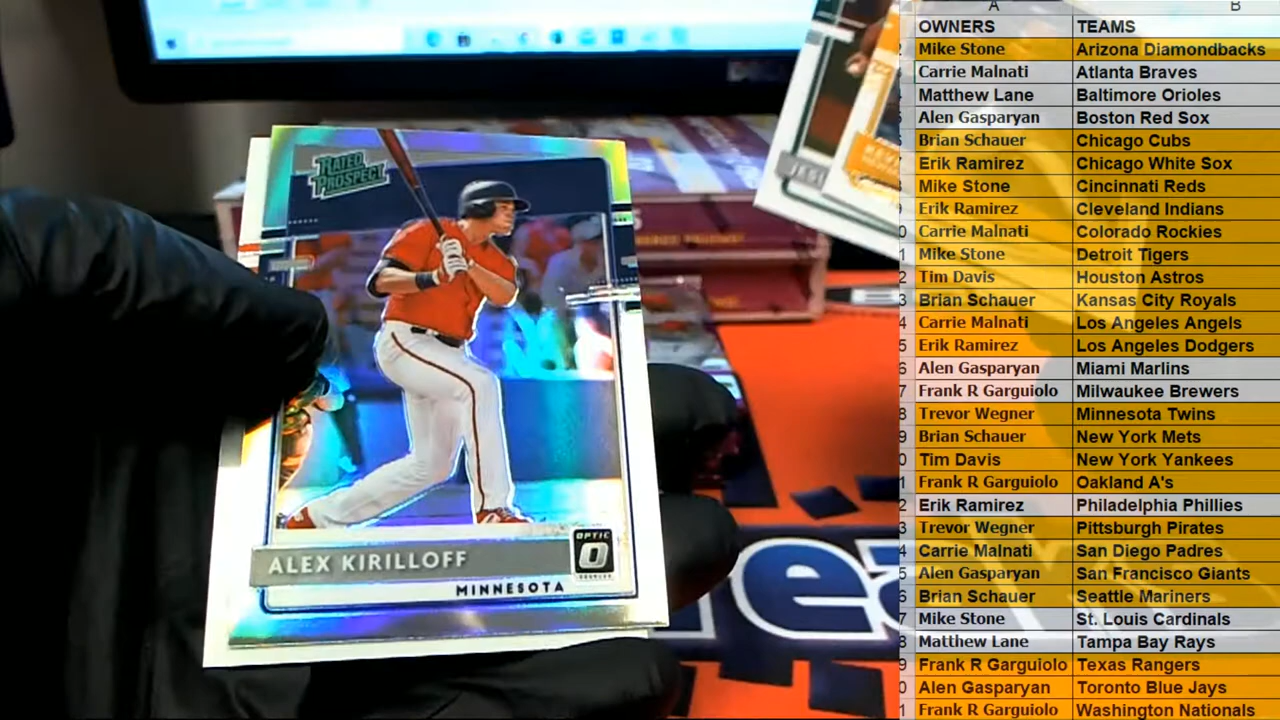 A B
OWNERS TEAMS
Mike Stone Arizona Diamondbacks
Carrie Malnati Atlanta Braves
Matthew Lane Baltimore Orioles
Alen Gasparyan Boston Red Sox
Brian Schauer Chicago Cubs
Erik Ramirez Chicago White Sox
Mike Stone Cincinnati Reds
Erik Ramirez Cleveland Indians
Carrie Malnati Colorado Rockies
Mike Stone Detroit Tigers
Tim Davis Houston Astros
Brian Schauer Kansas City Royals
Carrie Malnati Los Angeles Angels
Erik Ramirez Los Angeles Dodgers
Alen Gasparyan Miami Marlins
Frank R Garguiolo Milwaukee Brewers
Trevor Wegner Minnesota Twins
Brian Schauer New York Mets
Tim Davis New York Yankees
Frank R Garguiolo Oakland A's
Erik Ramirez Philadelphia Phillies
Trevor Wegner Pittsburgh Pirates
Carrie Malnati San Diego Padres
Alen Gasparyan San Francisco Giants
Brian Schauer Seattle Mariners
Mike Stone St. Louis Cardinals
Matthew Lane Tampa Bay Rays
Frank R Garguiolo Texas Rangers
Alen Gasparyan Toronto Blue Jays
Frank R Garguiolo Washington Nationals
RATED
PROSPECT
ALEX KIRILLOFF
OPTIC
MINNESOTA